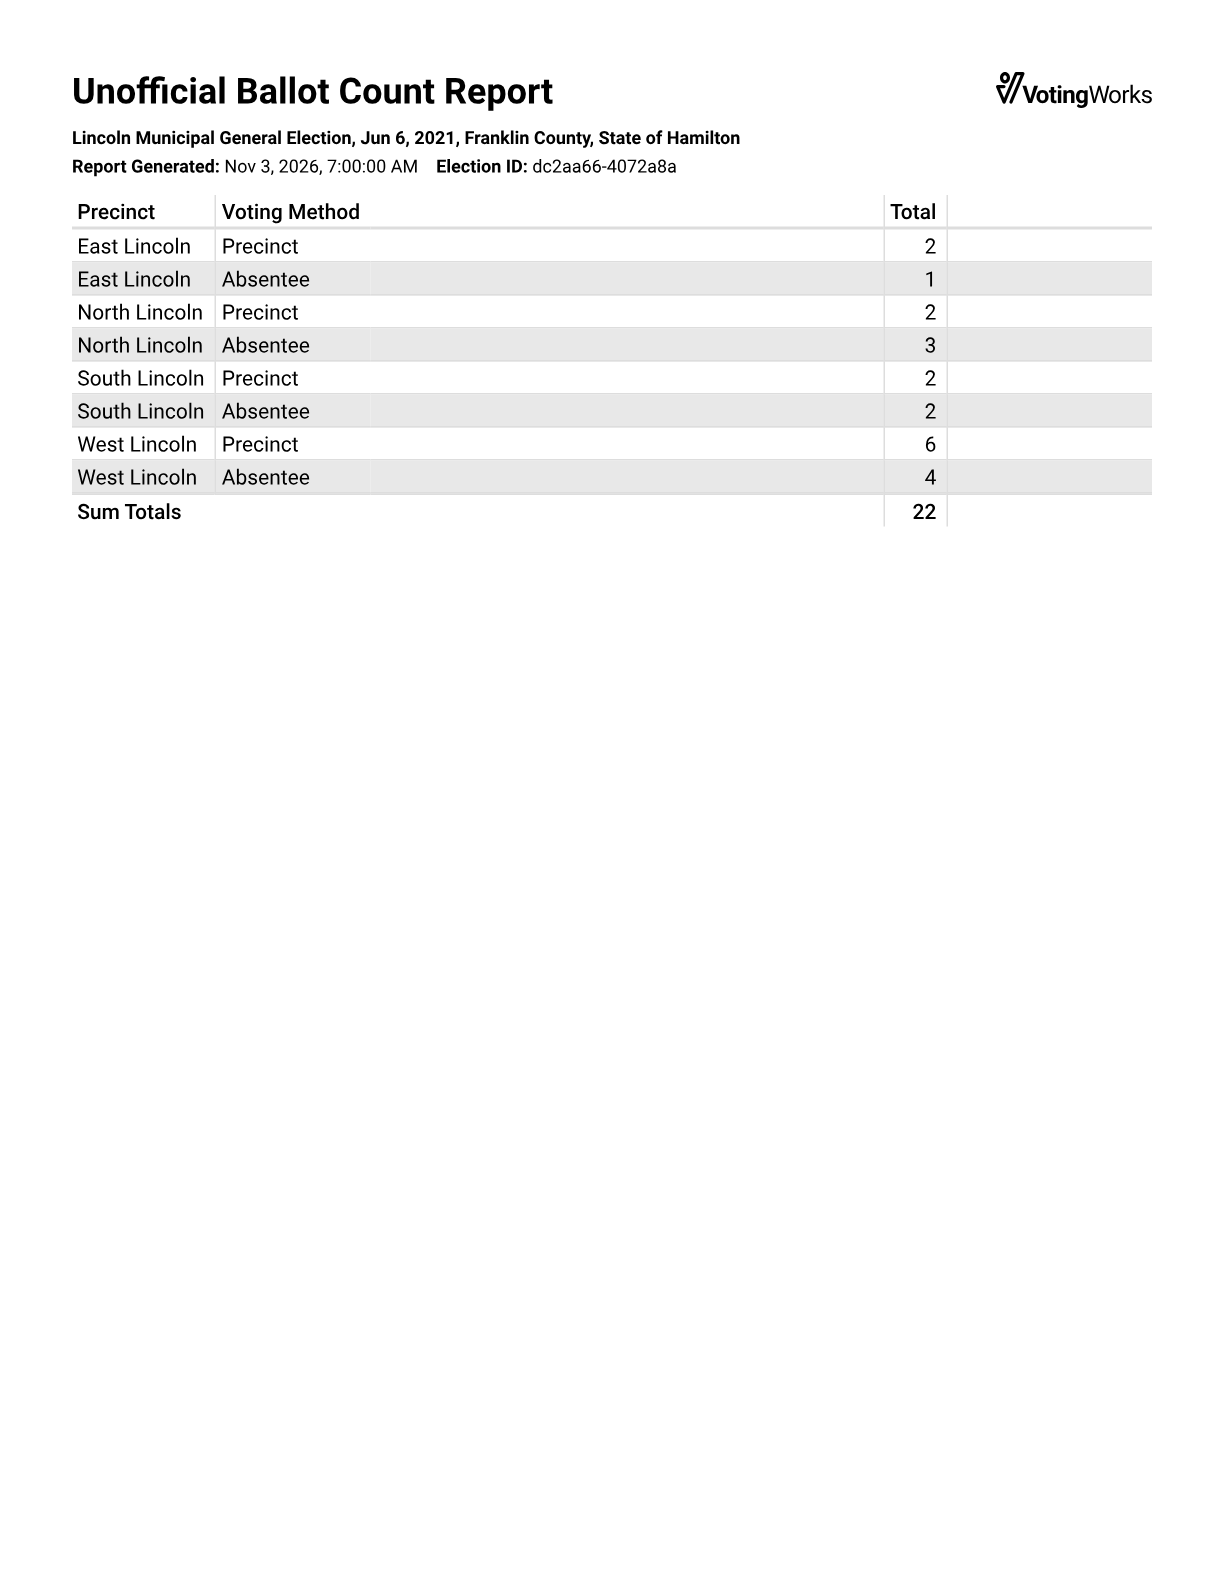 Unofficial Ballot Count Report
VotingWorks
Lincoln Municipal General Election, Jun 6, 2021, Franklin County, State of Hamilton
Report Generated: Nov 3, 2026, 7:00:00 AM Election ID: dc2aa66-4072a8a
Precinct Voting Method Total
East Lincoln Precinct 2
East Lincoln Absentee 1
North Lincoln Precinct 2
North Lincoln Absentee 3
South Lincoln Precinct 2
South Lincoln Absentee 2
West Lincoln Precinct 6
West Lincoln Absentee 4
Sum Totals 22